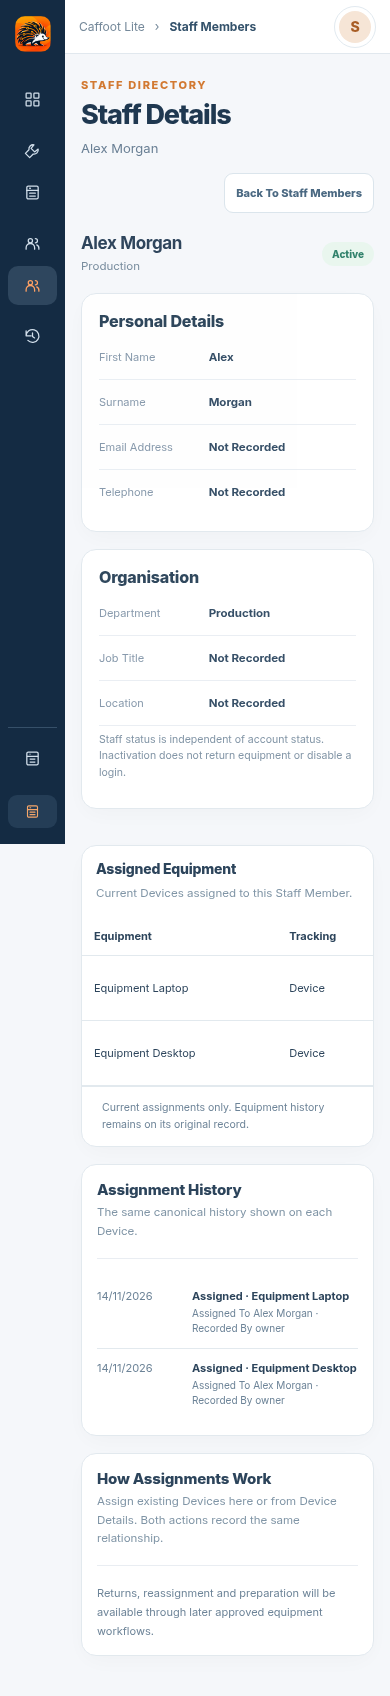 Caffoot Lite › Staff Members
S
STAFF DIRECTORY
Staff Details
Alex Morgan
Back To Staff Members
Alex Morgan
Production
Active
Personal Details
First Name Alex
Surname Morgan
Email Address Not Recorded
Telephone Not Recorded
Organisation
Department Production
Job Title Not Recorded
Location Not Recorded
Staff status is independent of account status.
Inactivation does not return equipment or disable a
login.
Assigned Equipment
Current Devices assigned to this Staff Member.
Equipment Tracking
Equipment Laptop Device
Equipment Desktop Device
Current assignments only. Equipment history
remains on its original record.
Assignment History
The same canonical history shown on each
Device.
14/11/2026 Assigned · Equipment Laptop
Assigned To Alex Morgan ·
Recorded By owner
14/11/2026 Assigned · Equipment Desktop
Assigned To Alex Morgan ·
Recorded By owner
How Assignments Work
Assign existing Devices here or from Device
Details. Both actions record the same
relationship.
Returns, reassignment and preparation will be
available through later approved equipment
workflows.